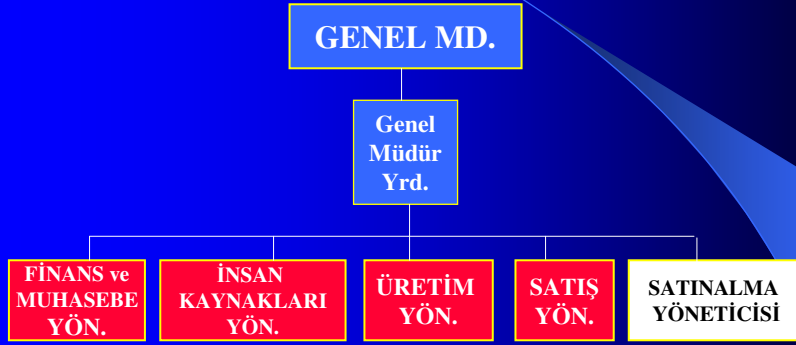 GENEL MD.
Genel
Müdür
Yrd.
FİNANS ve
MUHASEBE
YÖN.
İNSAN
KAYNAKLARI
YÖN.
ÜRETİM
YÖN.
SATIŞ
YÖN.
SATINALMA
YÖNETİCİSİ